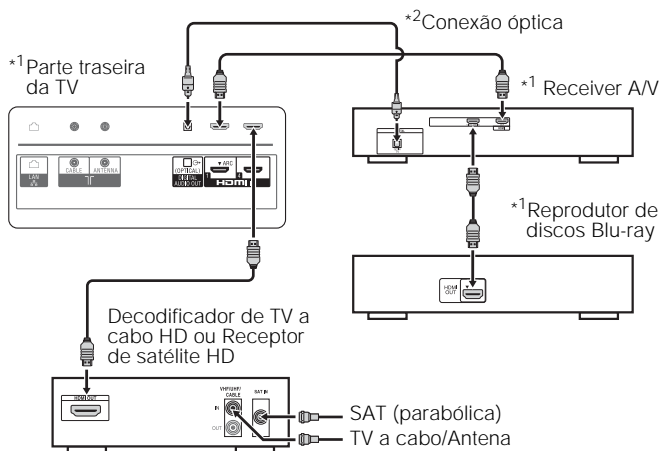 *2Conexão óptica
*1Parte traseira
da TV
*1 Receiver A/V
LAN
CABLE
ANTENNA
(OPTICAL)
DIGITAL
AUDIO OUT
ARC
HDMI
*1Reprodutor de
discos Blu-ray
HDMI
OUT
Decodificador de TV a
cabo HD ou Receptor
de satélite HD
HDMI OUT
VHF/UHF/
CABLE
SAT IN
IN
OUT
SAT (parabólica)
TV a cabo/Antena